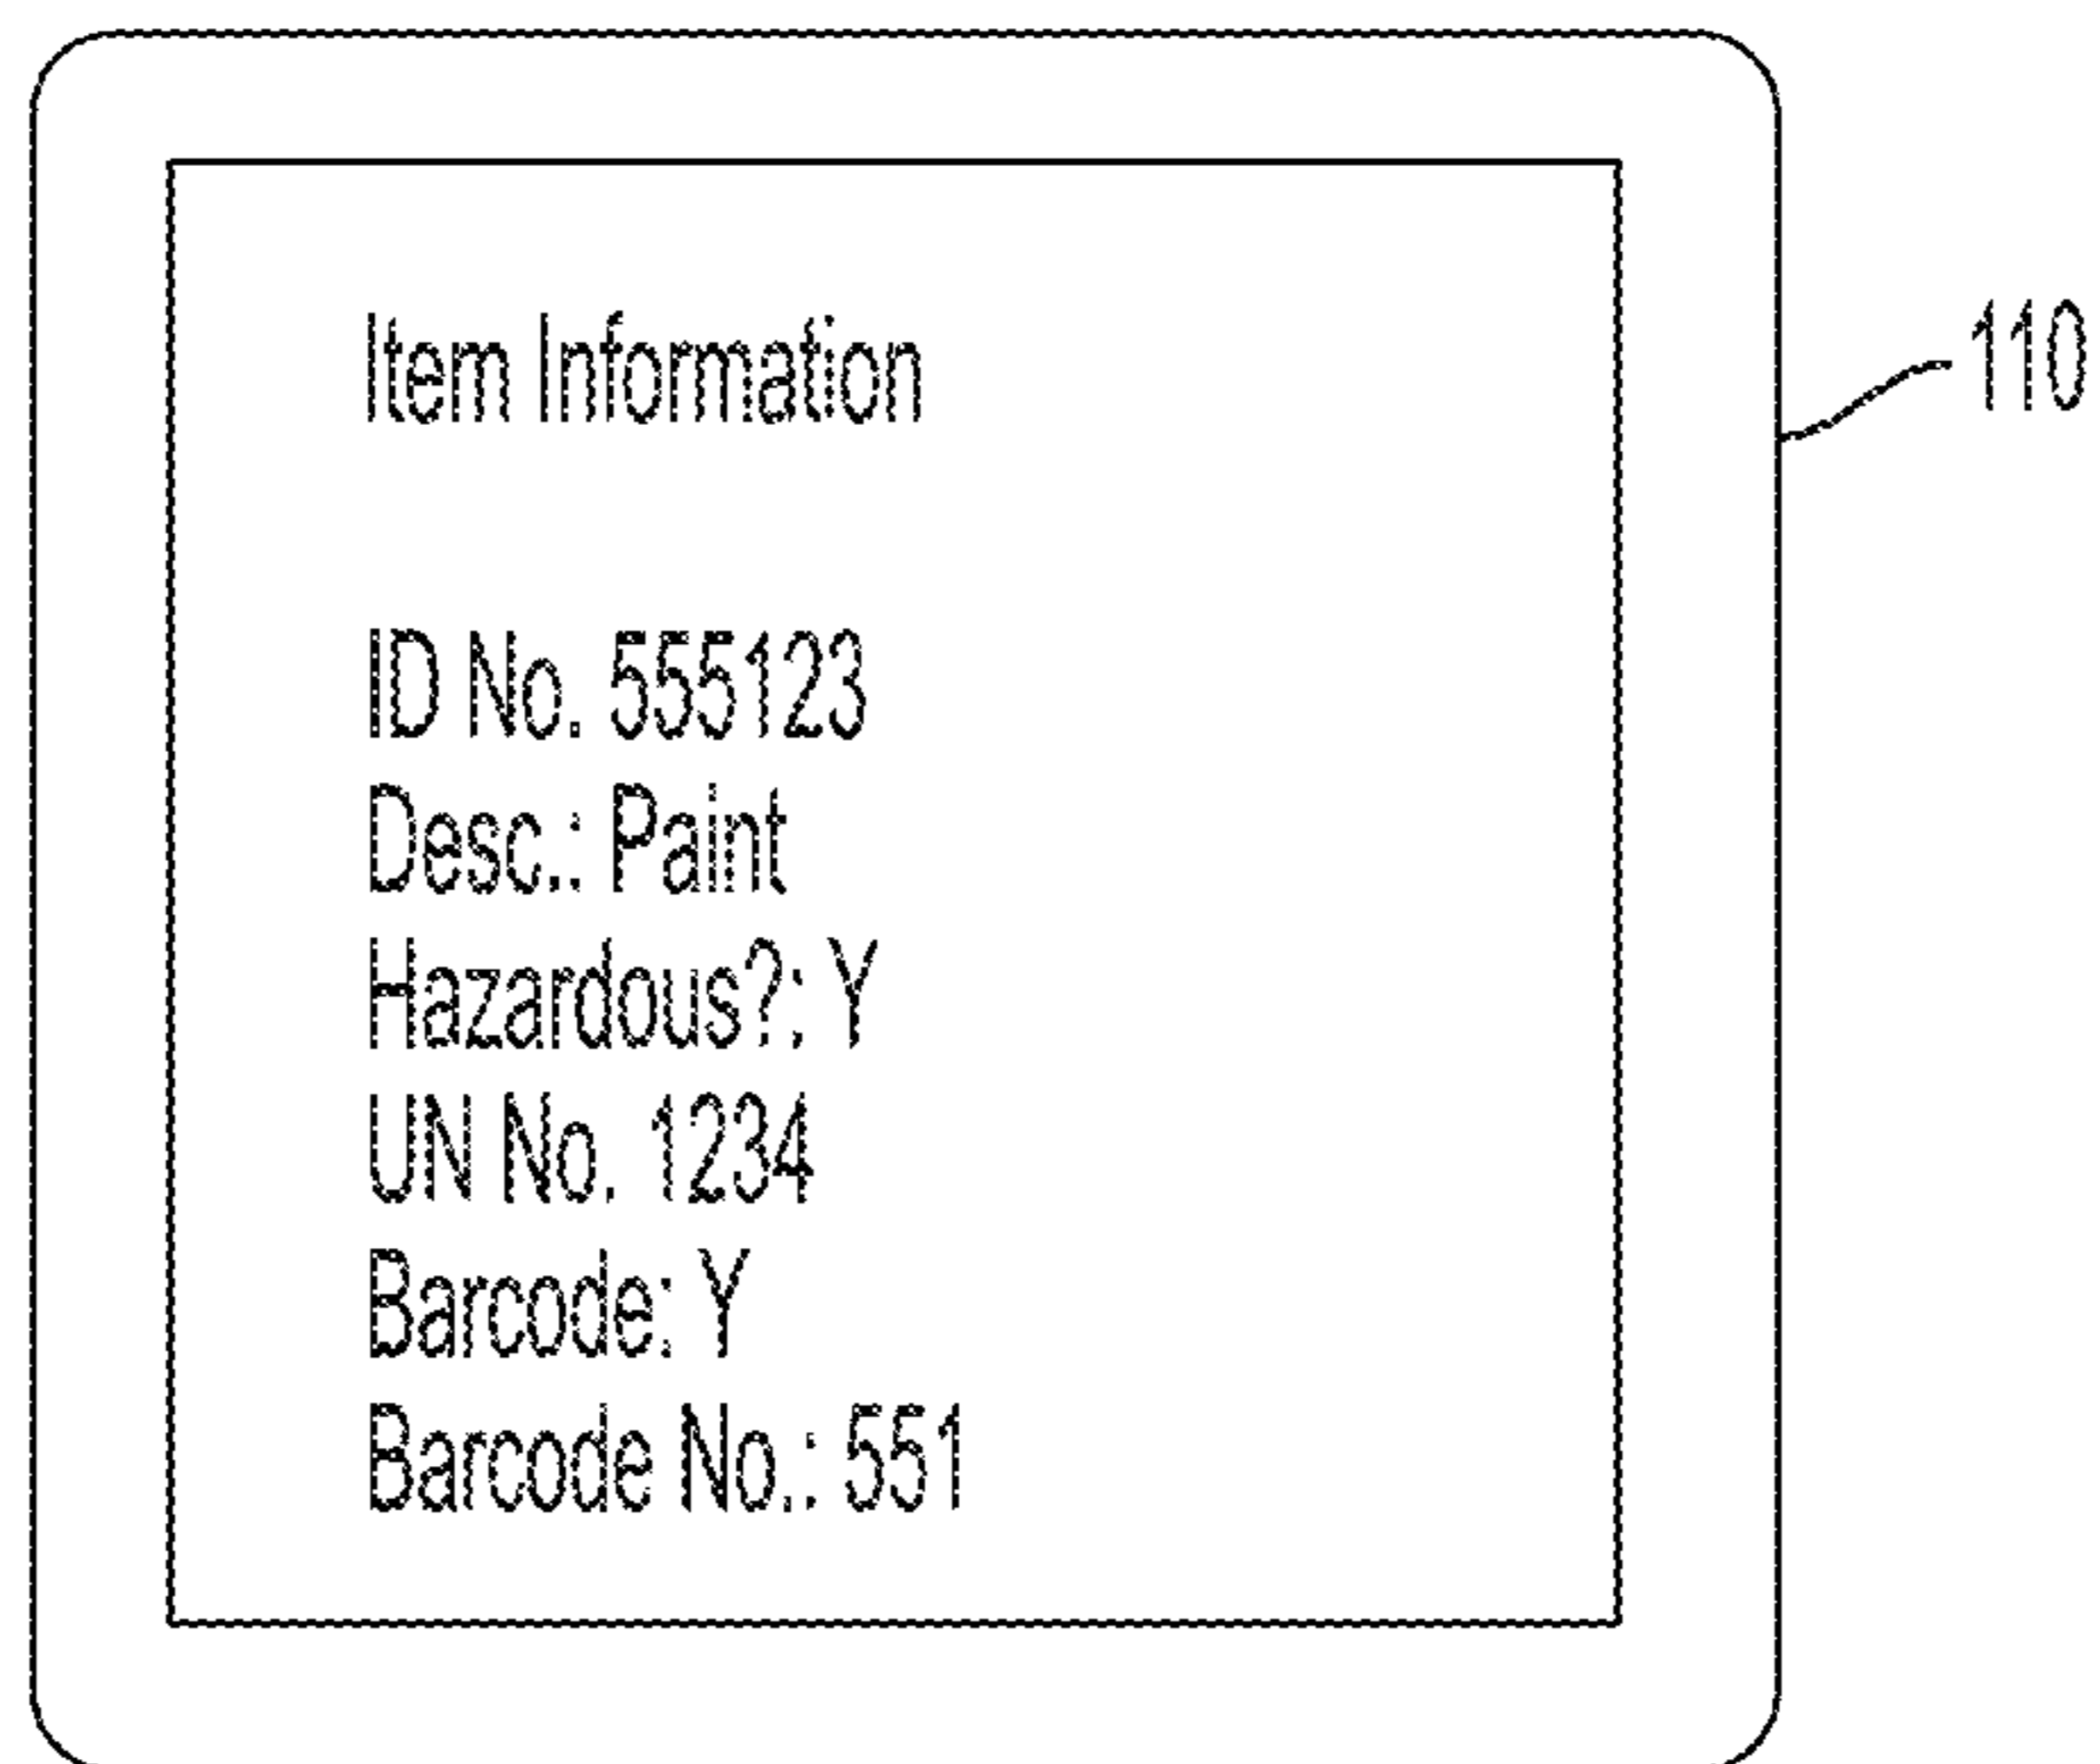 Item Information
110
ID No. 555123
Desc.: Paint
Hazardous?: Y
UN No. 1234
Barcode: Y
Barcode No.: 551